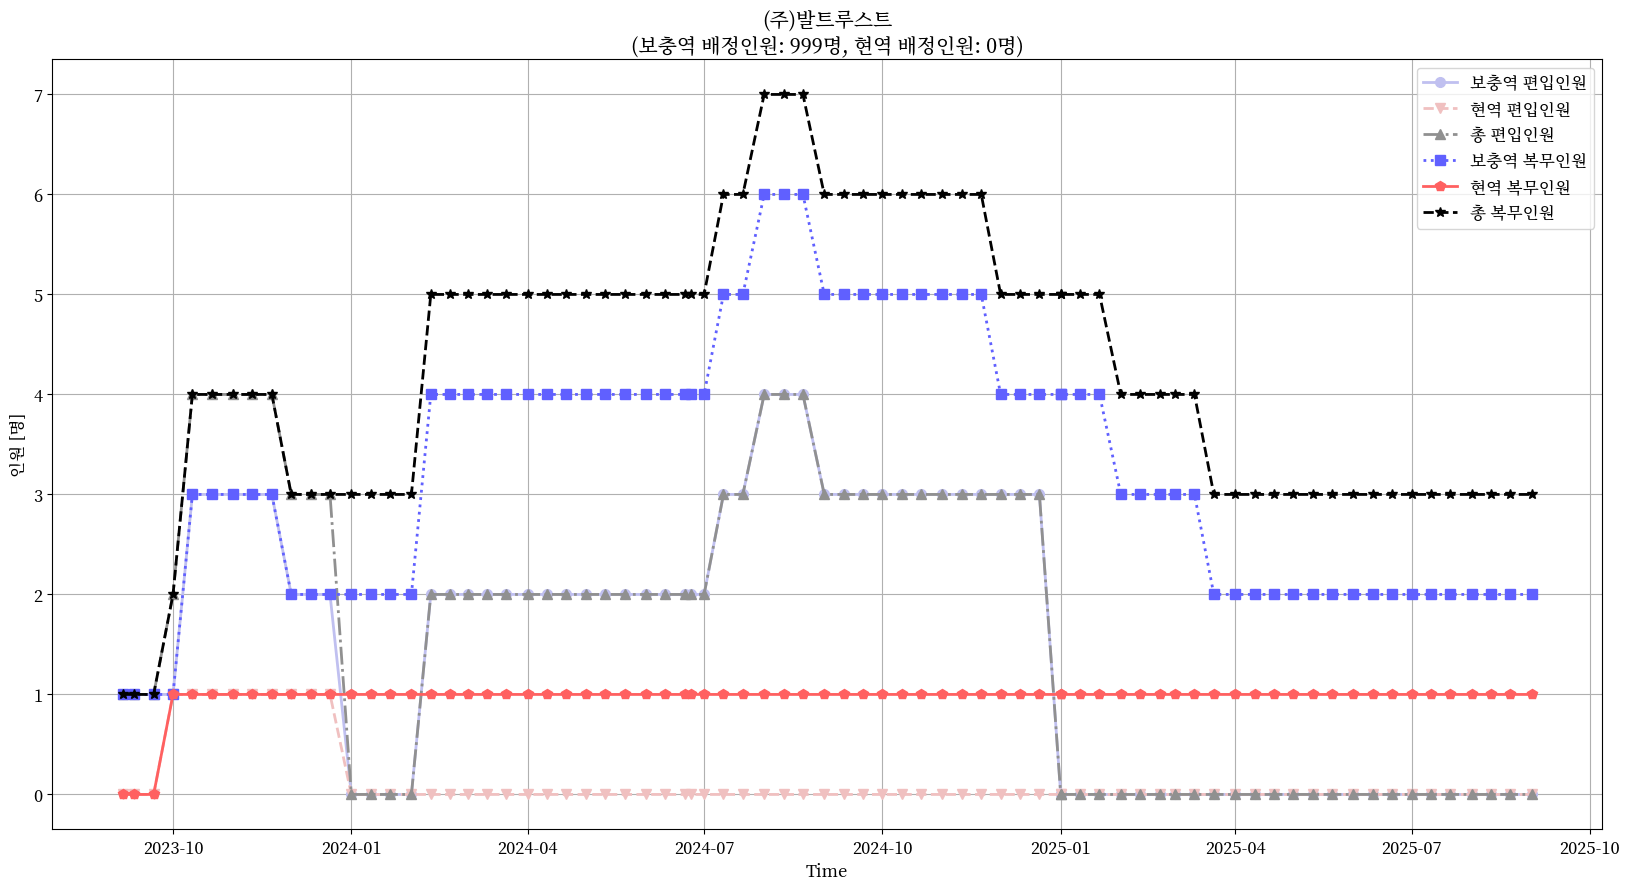 (주)발트루스트
(보충역 배정인원: 999명, 현역 배정인원: 0명)
보충역 편입인원
현역 편입인원
총 편입인원
보충역 복무인원
현역 복무인원
총 복무인원
인원 [명]
7
6
5
4
3
2
1
0
2023-10
2024-01
2024-04
2024-07
2024-10
2025-01
2025-04
2025-07
2025-10
Time